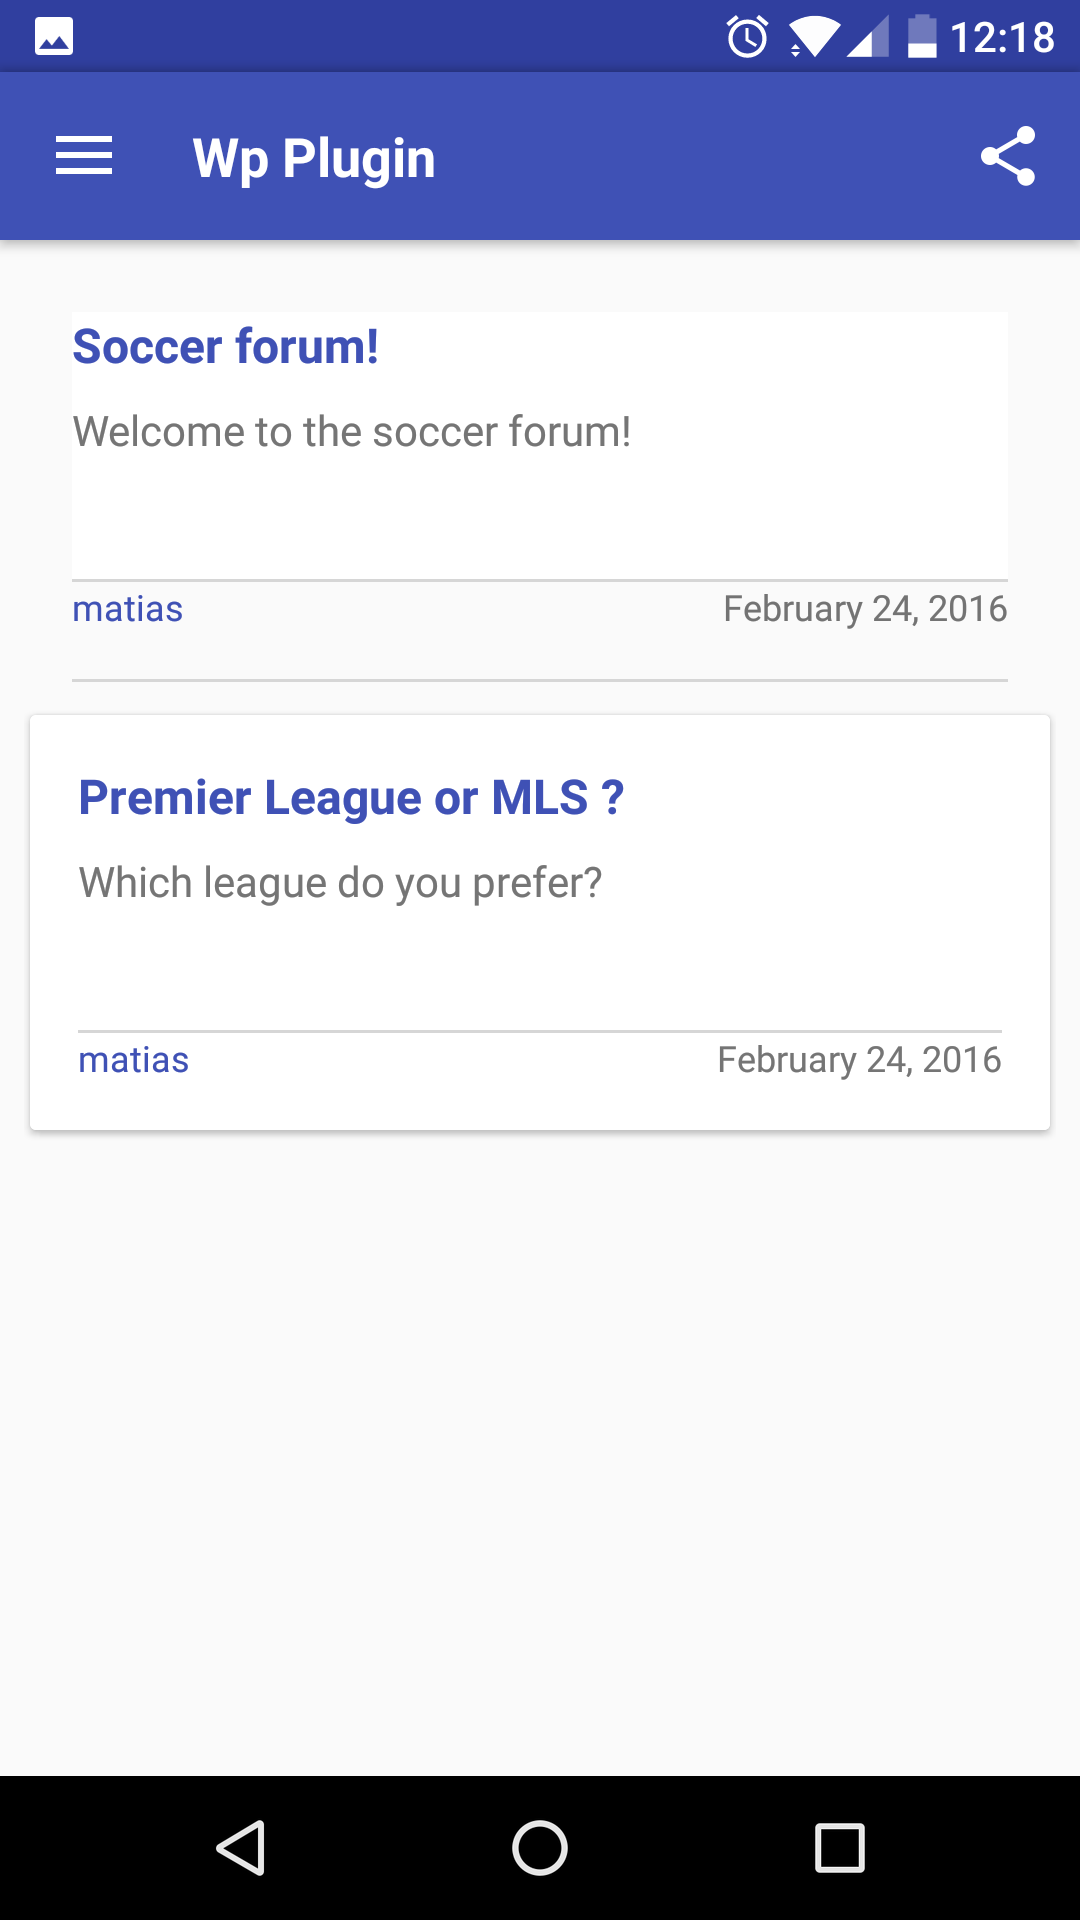 12:18
Wp Plugin
Soccer forum!
Welcome to the soccer forum!
matias February 24, 2016
Premier League or MLS ?
Which league do you prefer?
matias February 24, 2016